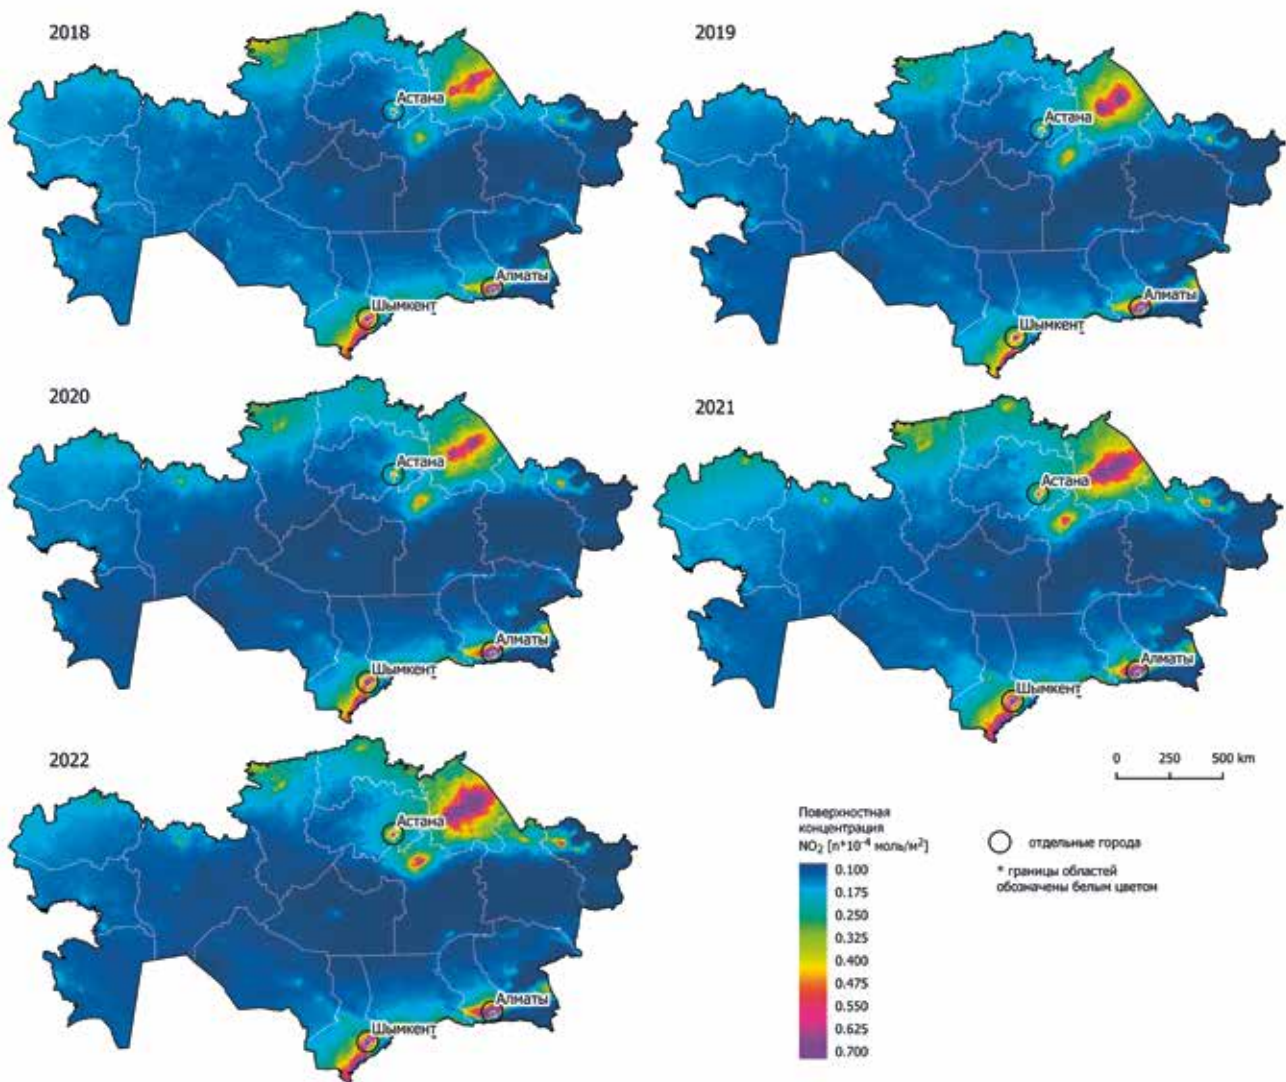 2018
Астана
Алматы
Шымкент
2019
Астана
Алматы
Шымкент
2020
Астана
Алматы
Шымкент
2021
Астана
Алматы
Шымкент
2022
Астана
Алматы
Шымкент
0 250 500 km
Поверхностная
концентрация
NO₂ [n*10⁻⁴ моль/м²]
0.100
0.175
0.250
0.325
0.400
0.475
0.550
0.625
0.700
отдельные города
* границы областей
обозначены белым цветом